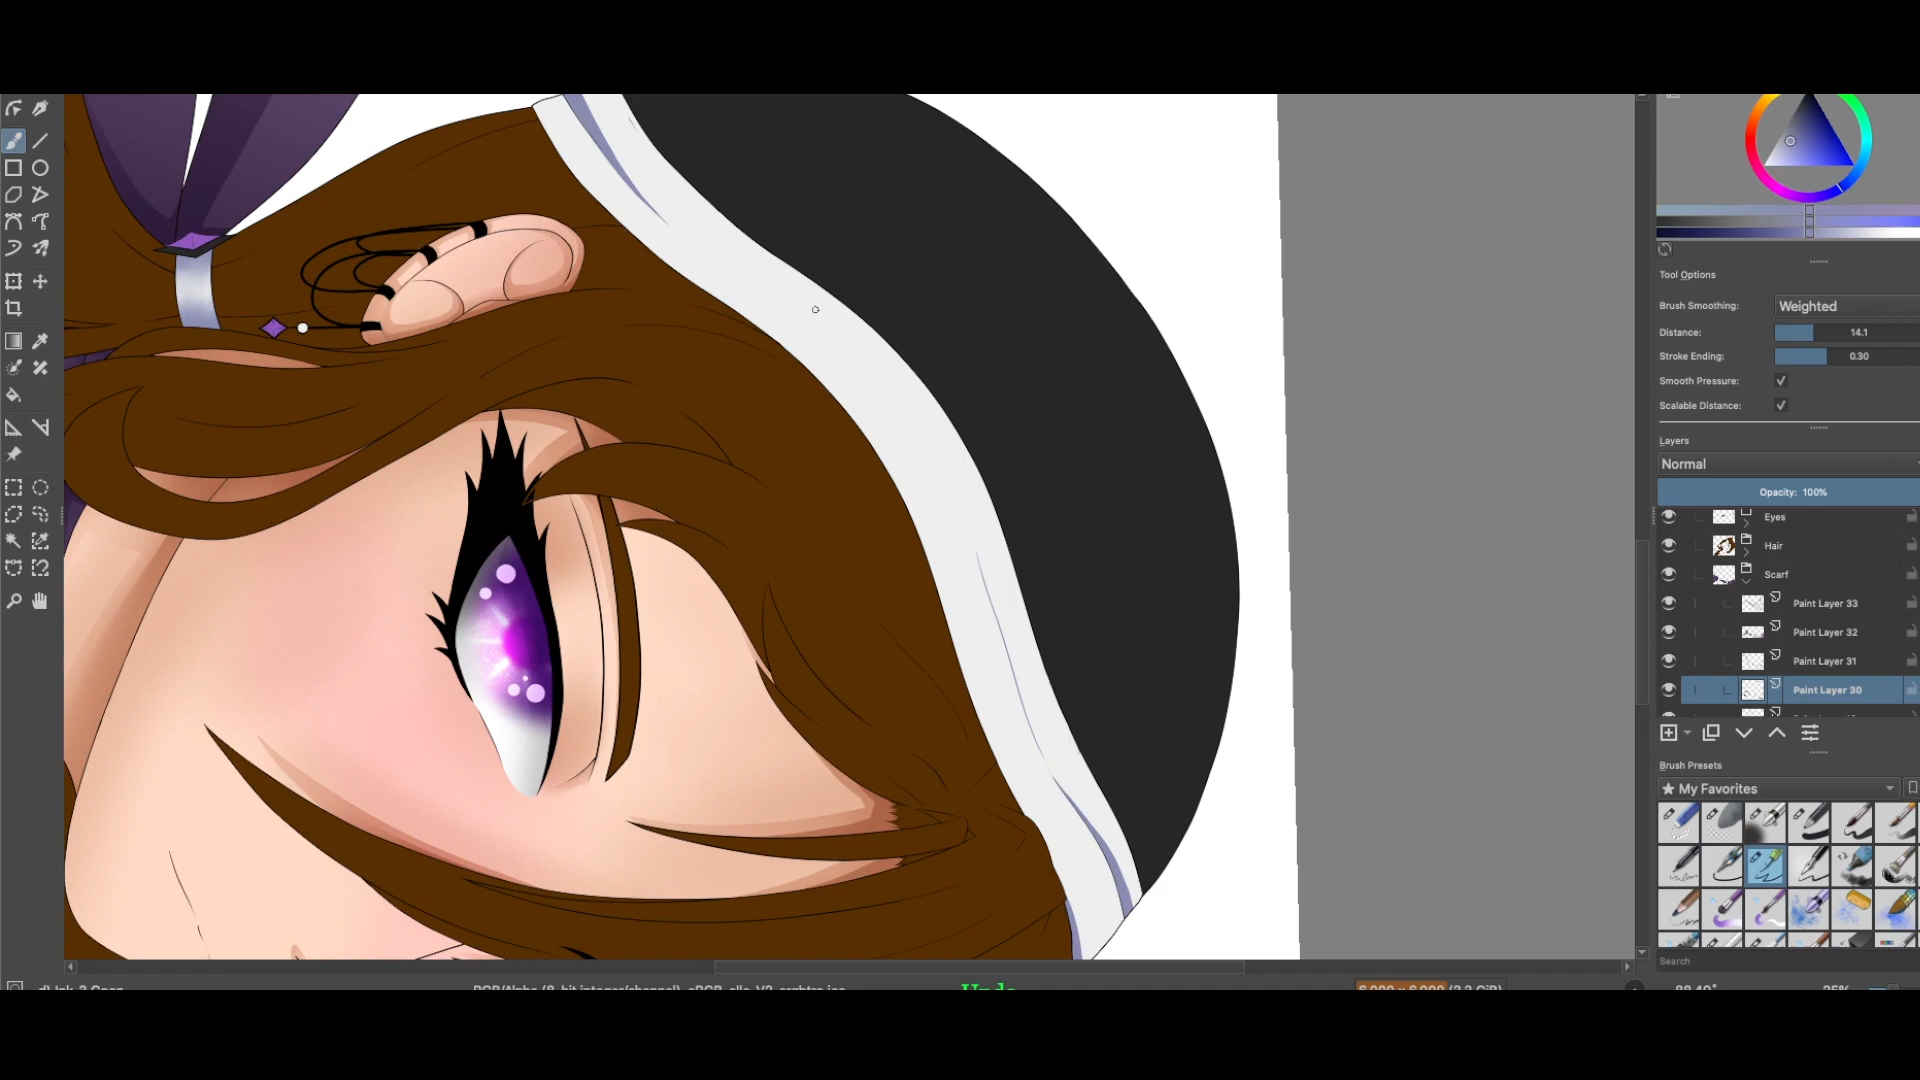 Tool Options
Brush Smoothing: Weighted
Distance: 14.1
Stroke Ending: 0.30
Smooth Pressure:
Scalable Distance:
Layers
Normal
Opacity: 100%
Eyes
Hair
Scarf
Paint Layer 33
Paint Layer 32
Paint Layer 31
Paint Layer 30
Brush Presets
★ My Favorites
Search